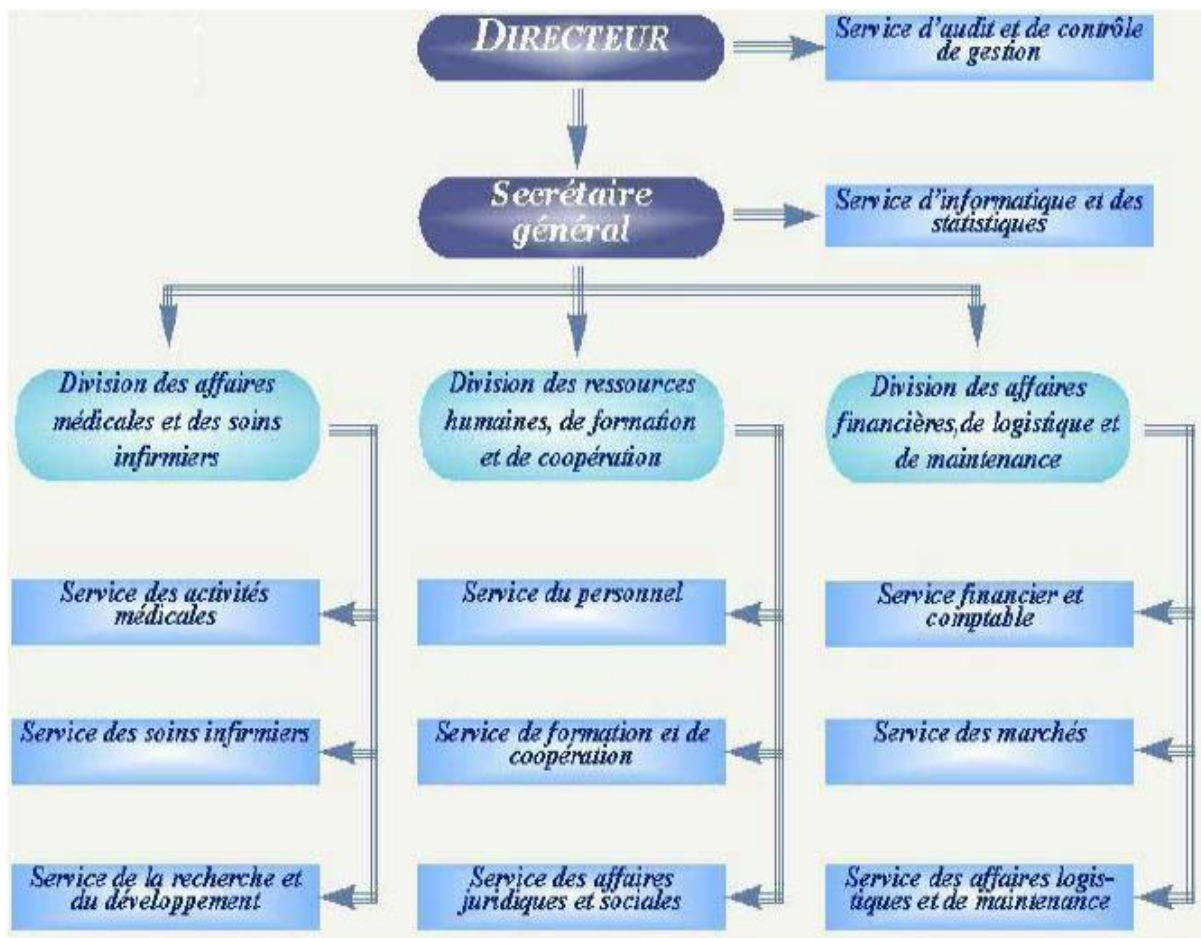 DIRECTEUR
Service d'audit et de contrôle
de gestion
Secrétaire
général
Service d'informatique et des
statistiques
Division des affaires
médicales et des soins
infirmiers
Division des ressources
humaines, de formation
et de coopération
Division des affaires
financières,de logistique et
de maintenance
Service des activités
médicales
Service du personnel
Service financier et
comptable
Service des soins infirmiers
Service de formation et de
coopération
Service des marchés
Service de la recherche et
du développement
Service des affaires
juridiques et sociales
Service des affaires logis-
tiques et de maintenance